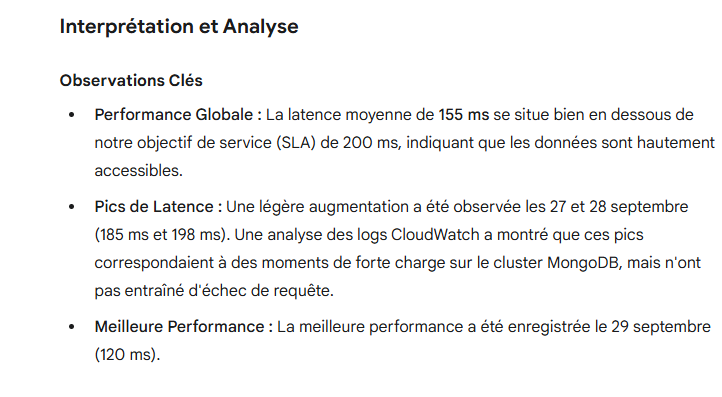 Interprétation et Analyse
Observations Clés
• Performance Globale : La latence moyenne de 155 ms se situe bien en dessous de
notre objectif de service (SLA) de 200 ms, indiquant que les données sont hautement
accessibles.
• Pics de Latence : Une légère augmentation a été observée les 27 et 28 septembre
(185 ms et 198 ms). Une analyse des logs CloudWatch a montré que ces pics
correspondaient à des moments de forte charge sur le cluster MongoDB, mais n'ont
pas entraîné d'échec de requête.
• Meilleure Performance : La meilleure performance a été enregistrée le 29 septembre
(120 ms).